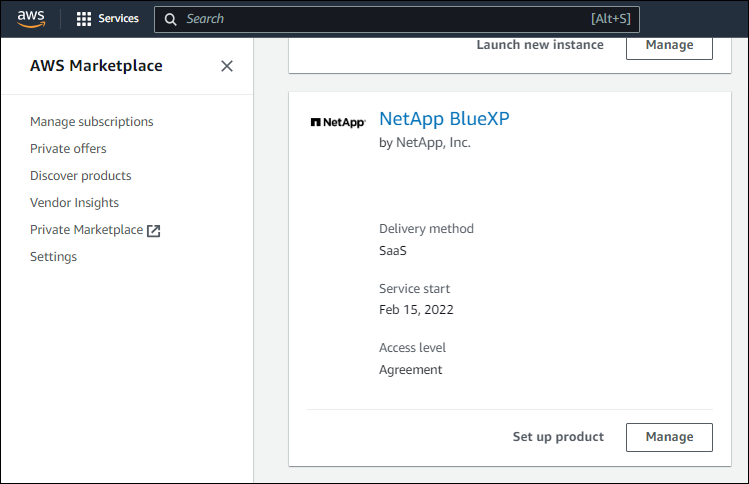 aws
Services
Search
[Alt+S]
AWS Marketplace
Manage subscriptions
Private offers
Discover products
Vendor Insights
Private Marketplace
Settings
Launch new instance
Manage
NetApp
NetApp BlueXP
by NetApp, Inc.
Delivery method
SaaS
Service start
Feb 15, 2022
Access level
Agreement
Set up product
Manage